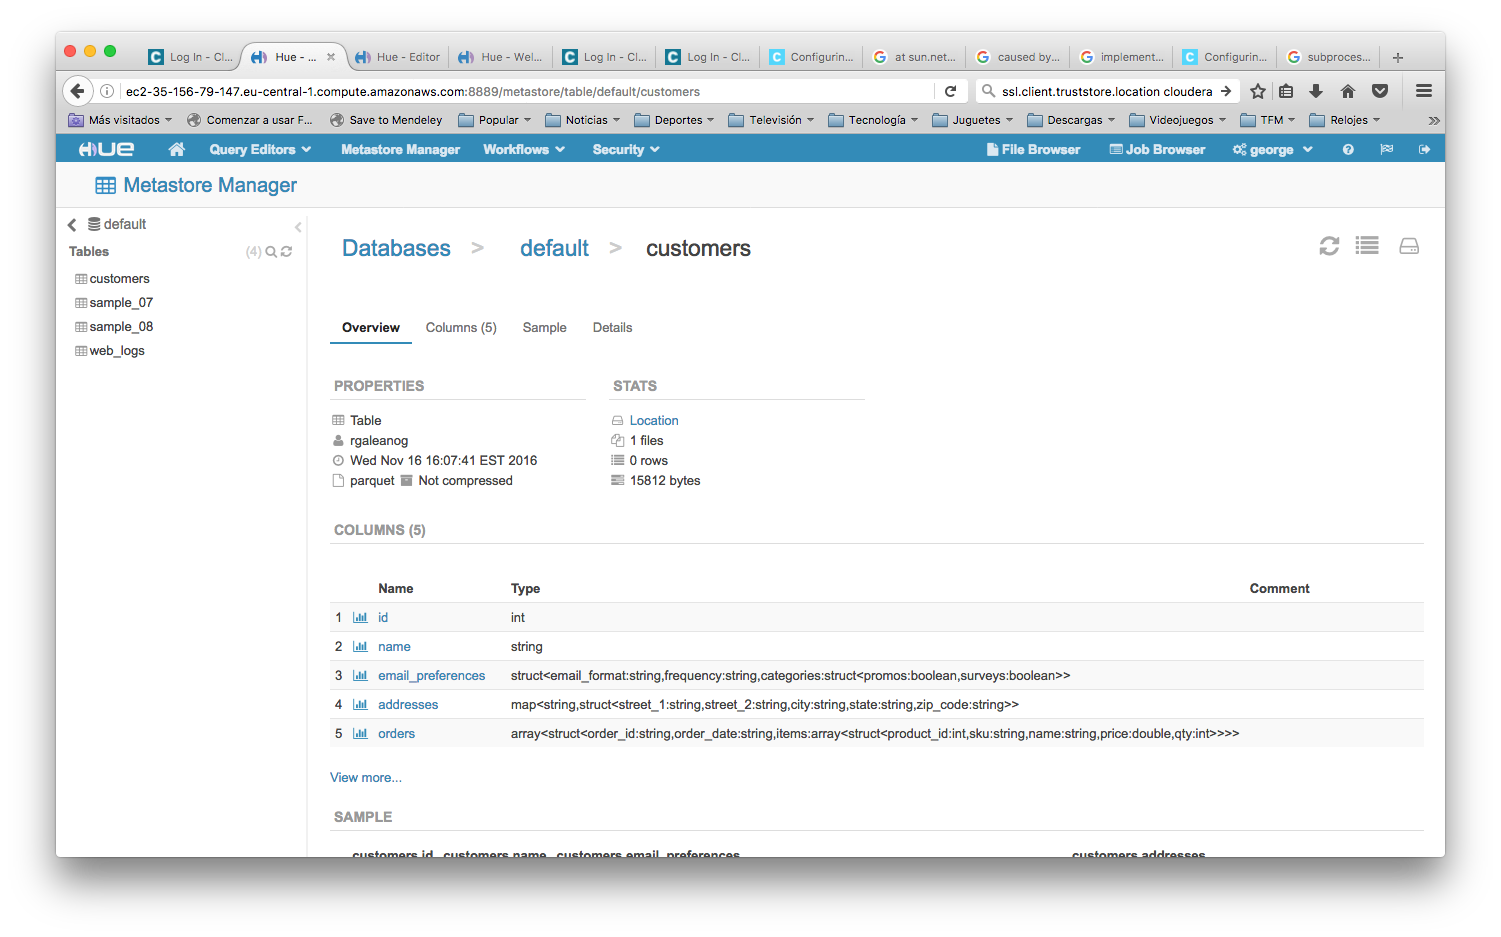 Log In - Cl... Hue - ... Hue - Editor Hue - Wel... Log In - Cl... Log In - Cl... Configurin... at sun.net... caused by... implement... Configurin... subproces...
ec2-35-156-79-147.eu-central-1.compute.amazonaws.com:8889/metastore/table/default/customers ssl.client.truststore.location cloudera
Más visitados Comenzar a usar F... Save to Mendeley Popular Noticias Deportes Televisión Tecnología Juguetes Descargas Videojuegos TFM Relojes
HUE Query Editors Metastore Manager Workflows Security File Browser Job Browser george
Metastore Manager
default
Tables (4)
customers
sample_07
sample_08
web_logs
Databases > default > customers
Overview Columns (5) Sample Details
PROPERTIES STATS
Table Location
rgaleanog 1 files
Wed Nov 16 16:07:41 EST 2016 0 rows
parquet Not compressed 15812 bytes
COLUMNS (5)
Name Type Comment
1 id int
2 name string
3 email_preferences struct<email_format:string,frequency:string,categories:struct<promos:boolean,surveys:boolean>>
4 addresses map<string,struct<street_1:string,street_2:string,city:string,state:string,zip_code:string>>
5 orders array<struct<order_id:string,order_date:string,items:array<struct<product_id:int,sku:string,name:string,price:double,qty:int>>>>
View more...
SAMPLE
customers.id customers.name customers.email_preferences customers.addresses